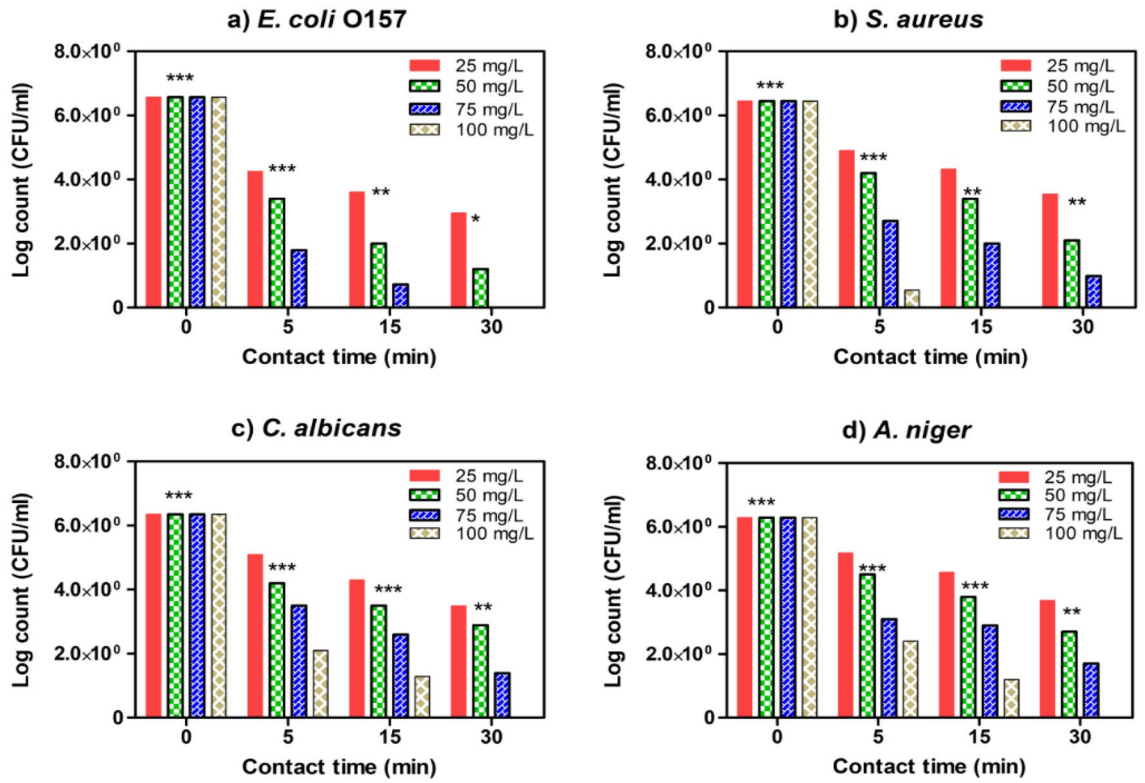 a) E. coli O157
8.0×10⁰
6.0×10⁰
4.0×10⁰
2.0×10⁰
0
Log count (CFU/ml)
***
***
**
*
25 mg/L
50 mg/L
75 mg/L
100 mg/L
0 5 15 30
Contact time (min)
b) S. aureus
8.0×10⁰
6.0×10⁰
4.0×10⁰
2.0×10⁰
0
Log count (CFU/ml)
***
***
**
**
25 mg/L
50 mg/L
75 mg/L
100 mg/L
0 5 15 30
Contact time (min)
c) C. albicans
8.0×10⁰
6.0×10⁰
4.0×10⁰
2.0×10⁰
0
Log count (CFU/ml)
***
***
***
**
25 mg/L
50 mg/L
75 mg/L
100 mg/L
0 5 15 30
Contact time (min)
d) A. niger
8.0×10⁰
6.0×10⁰
4.0×10⁰
2.0×10⁰
0
Log count (CFU/ml)
***
***
***
**
25 mg/L
50 mg/L
75 mg/L
100 mg/L
0 5 15 30
Contact time (min)